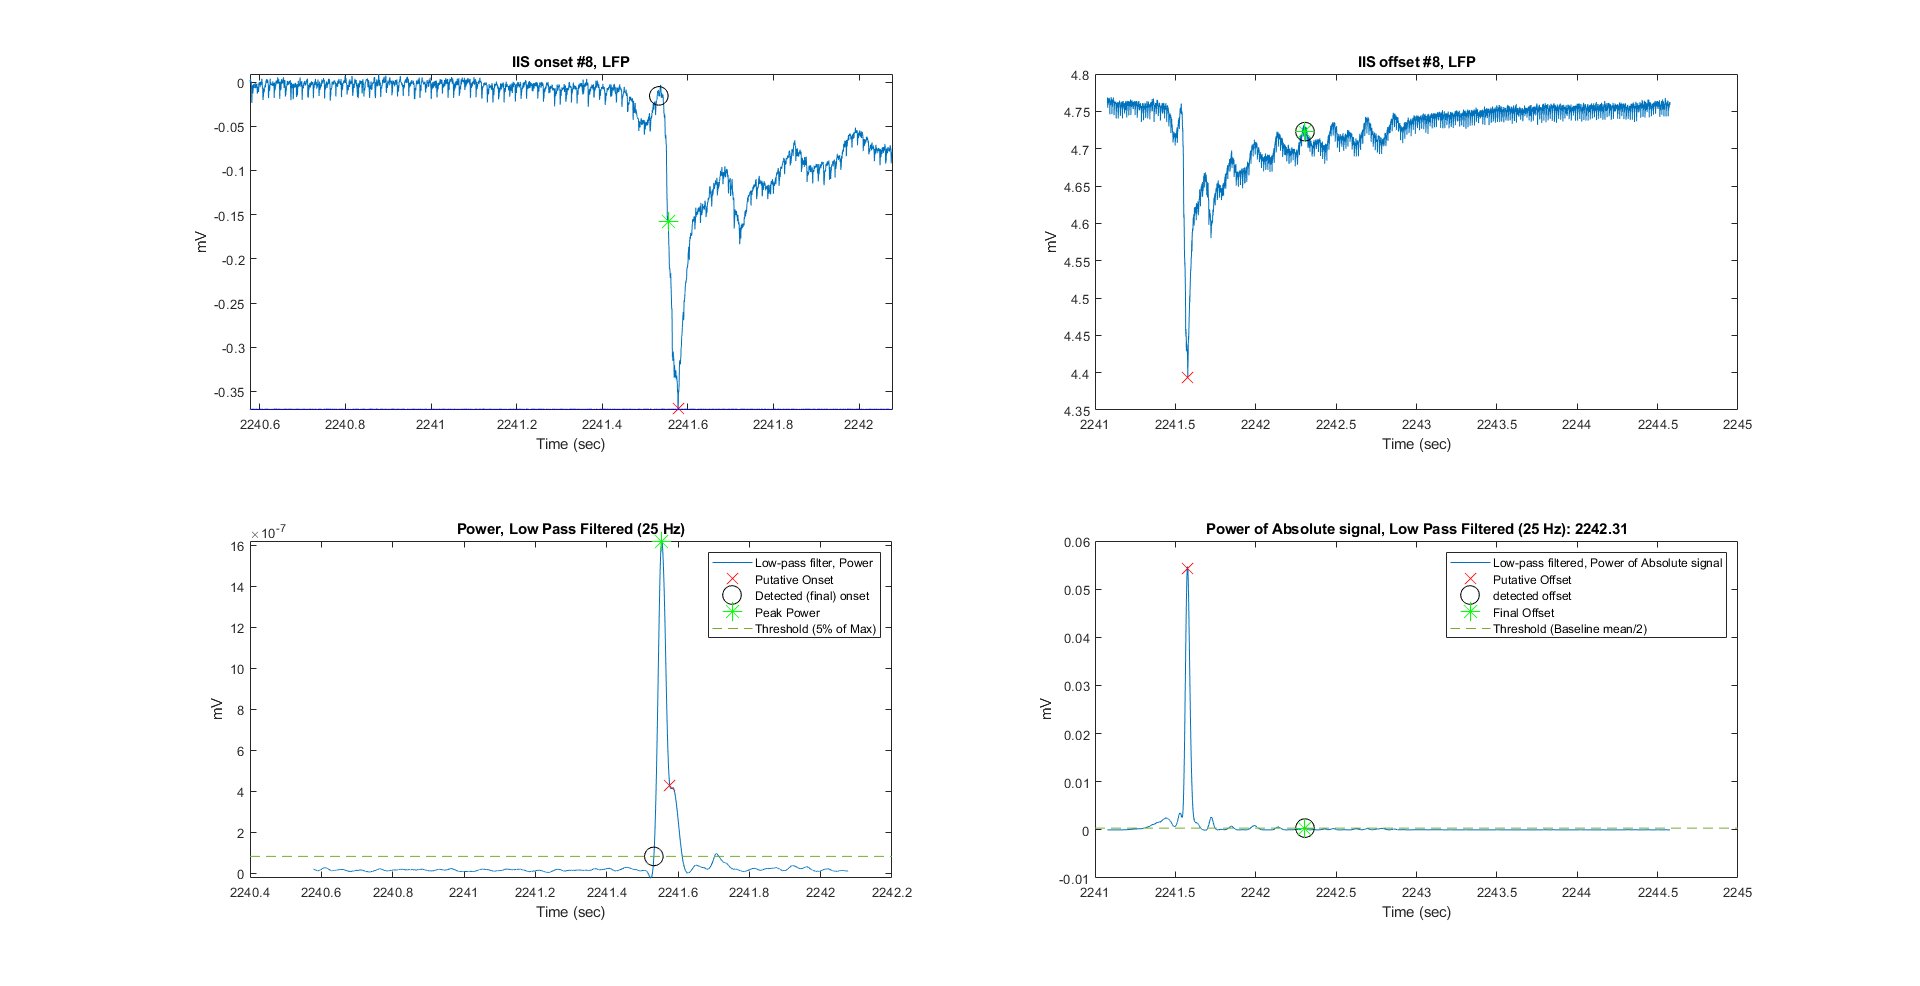 IIS onset #8, LFP
0
-0.05
-0.1
-0.15
-0.2
-0.25
-0.3
-0.35
mV
2240.6 2240.8 2241 2241.2 2241.4 2241.6 2241.8 2242
Time (sec)
IIS offset #8, LFP
4.8
4.75
4.7
4.65
4.6
4.55
4.5
4.45
4.4
4.35
mV
2241 2241.5 2242 2242.5 2243 2243.5 2244 2244.5 2245
Time (sec)
Power, Low Pass Filtered (25 Hz)
×10-7
16
14
12
10
8
6
4
2
0
mV
Low-pass filter, Power
Putative Onset
Detected (final) onset
Peak Power
Threshold (5% of Max)
2240.4 2240.6 2240.8 2241 2241.2 2241.4 2241.6 2241.8 2242 2242.2
Time (sec)
Power of Absolute signal, Low Pass Filtered (25 Hz): 2242.31
0.06
0.05
0.04
0.03
0.02
0.01
0
-0.01
mV
Low-pass filtered, Power of Absolute signal
Putative Offset
detected offset
Final Offset
Threshold (Baseline mean/2)
2241 2241.5 2242 2242.5 2243 2243.5 2244 2244.5 2245
Time (sec)